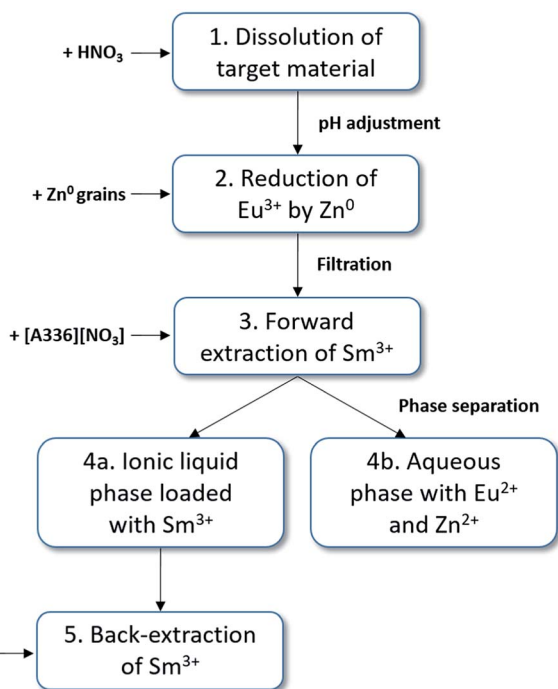 1. Dissolution of
target material
+ HNO₃
pH adjustment
2. Reduction of
Eu³⁺ by Zn⁰
+ Zn⁰ grains
Filtration
3. Forward
extraction of Sm³⁺
+ [A336][NO₃]
Phase separation
4a. Ionic liquid
phase loaded
with Sm³⁺
4b. Aqueous
phase with Eu²⁺
and Zn²⁺
5. Back-extraction
of Sm³⁺